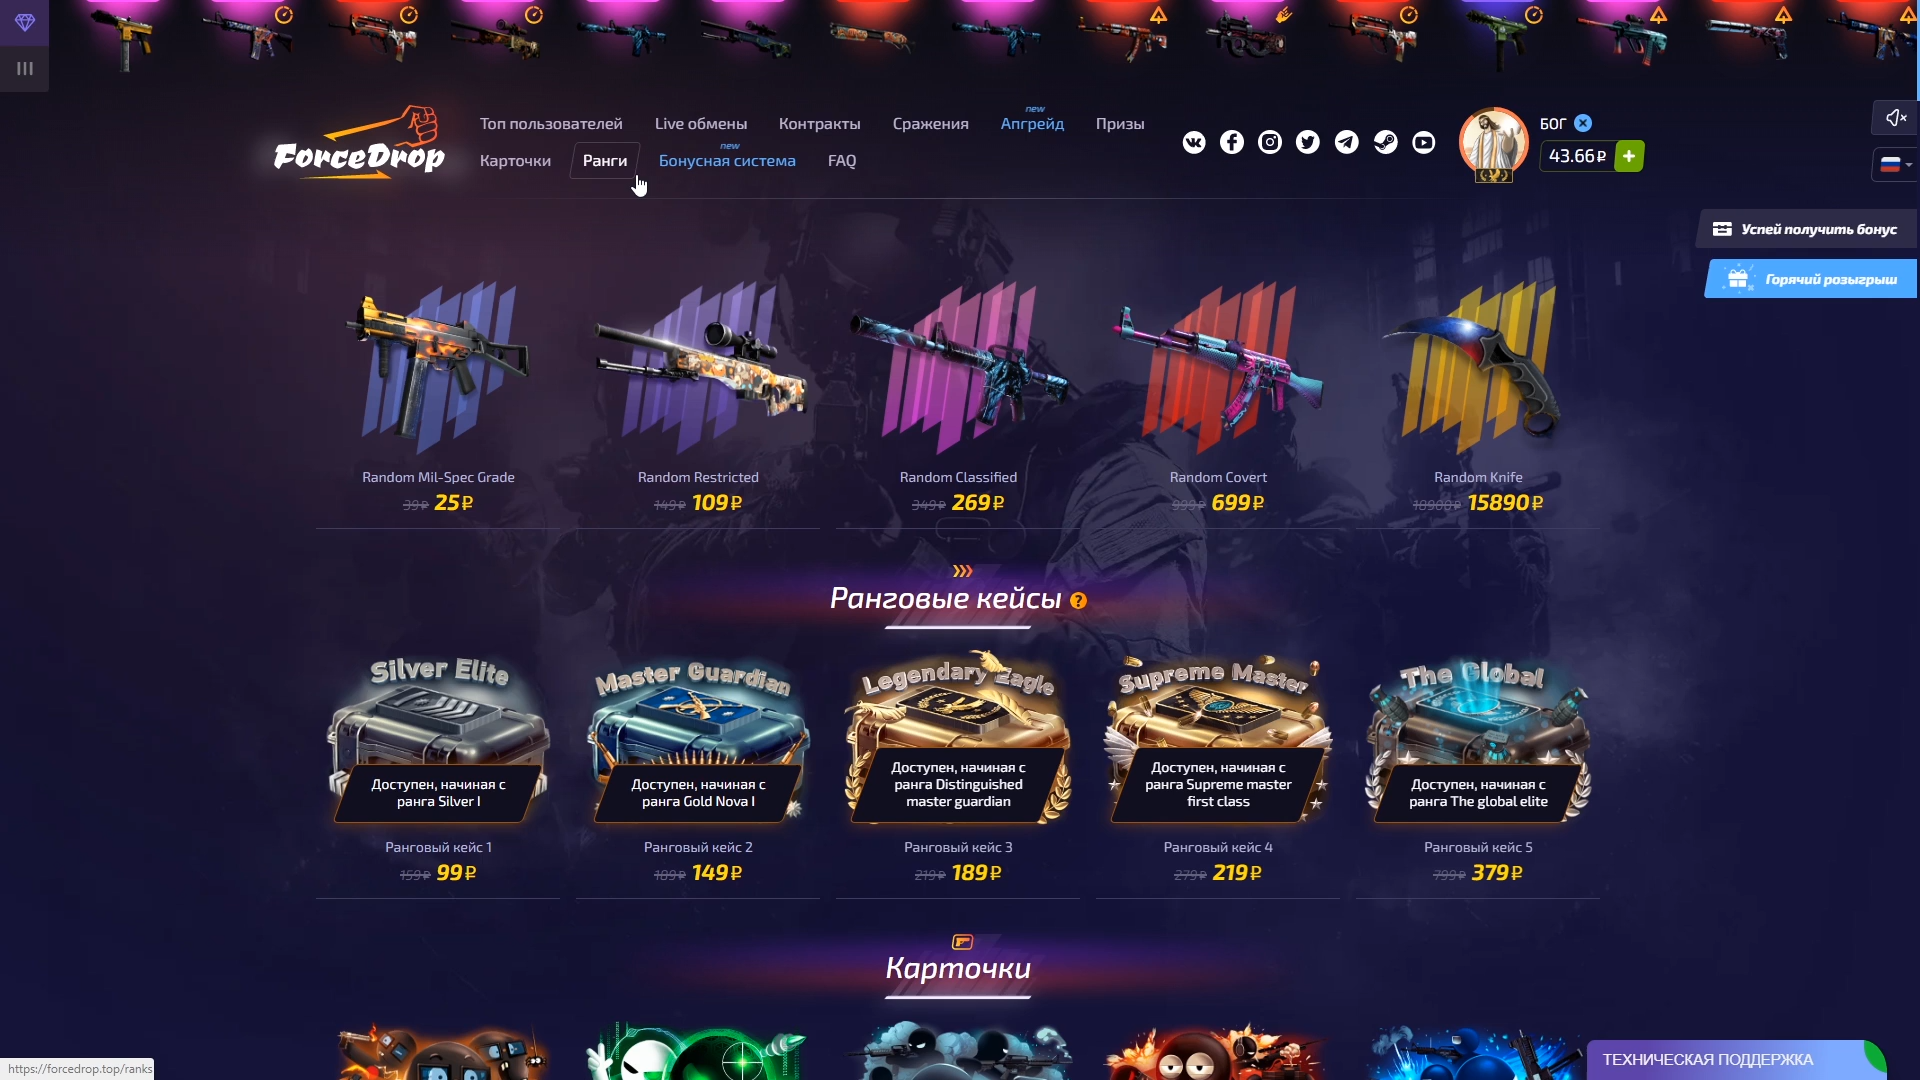 ForceDrop
Топ пользователей
Live обмены
Контракты
Сражения
new
Апгрейд
Призы
Карточки
Ранги
new
Бонусная система
FAQ
БОГ
43.66₽
Успей получить бонус
Горячий розыгрыш
Random Mil-Spec Grade
39₽ 25₽
Random Restricted
149₽ 109₽
Random Classified
349₽ 269₽
Random Covert
999₽ 699₽
Random Knife
18900₽ 15890₽
Ранговые кейсы ?
Silver Elite
Доступен, начиная с
ранга Silver I
Ранговый кейс 1
159₽ 99₽
Master Guardian
Доступен, начиная с
ранга Gold Nova I
Ранговый кейс 2
189₽ 149₽
Legendary Eagle
Доступен, начиная с
ранга Distinguished
master guardian
Ранговый кейс 3
219₽ 189₽
Supreme Master
Доступен, начиная с
ранга Supreme master
first class
Ранговый кейс 4
279₽ 219₽
The Global
Доступен, начиная с
ранга The global elite
Ранговый кейс 5
799₽ 379₽
Карточки
ТЕХНИЧЕСКАЯ ПОДДЕРЖКА
https://forcedrop.top/ranks